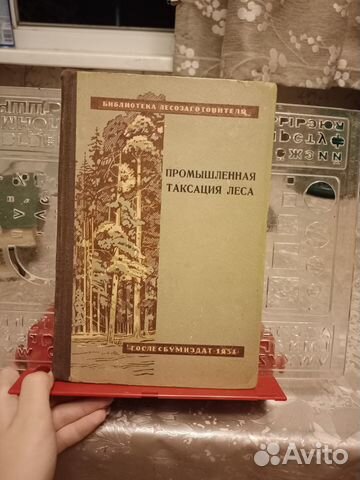 БИБЛИОТЕКА ЛЕСОЗАГОТОВИТЕЛЯ
ПРОМЫШЛЕННАЯ
ТАКСАЦИЯ ЛЕСА
ГОСЛЕСБУМИЗДАТ 1954
Avito